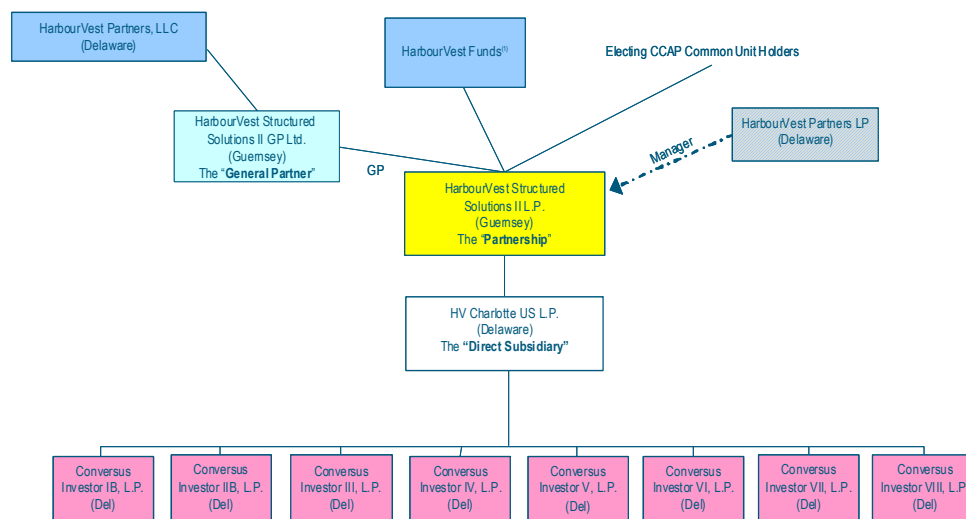 HarbourVest Partners, LLC
(Delaware)
HarbourVest Funds(1)
Electing CCAP Common Unit Holders
HarbourVest Structured
Solutions II GP Ltd.
(Guernsey)
The “General Partner”
GP
Manager
HarbourVest Partners LP
(Delaware)
HarbourVest Structured
Solutions II L.P.
(Guernsey)
The “Partnership”
HV Charlotte US L.P.
(Delaware)
The “Direct Subsidiary”
Conversus
Investor IB, L.P.
(Del)
Conversus
Investor IIB, L.P.
(Del)
Conversus
Investor III, L.P.
(Del)
Conversus
Investor IV, L.P.
(Del)
Conversus
Investor V, L.P.
(Del)
Conversus
Investor VI, L.P.
(Del)
Conversus
Investor VII, L.P.
(Del)
Conversus
Investor VIII, L.P.
(Del)